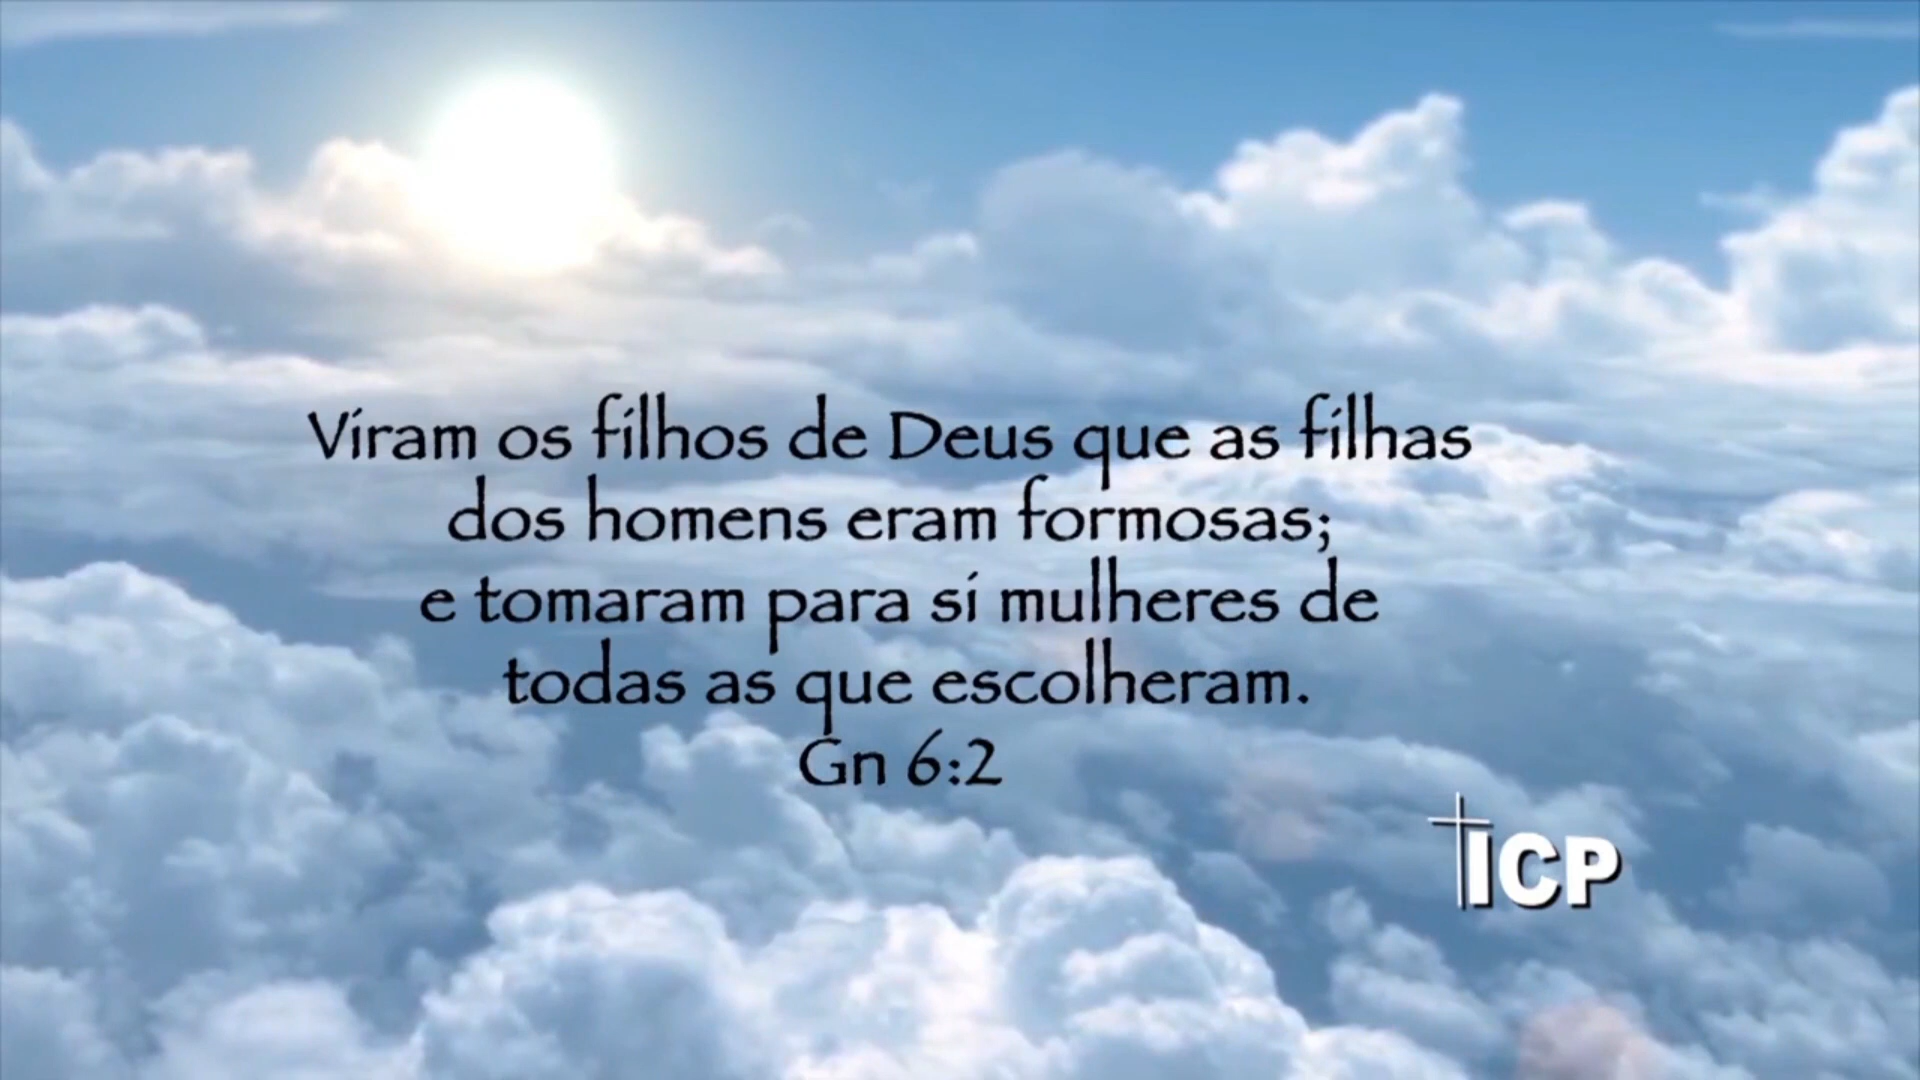 Viram os filhos de Deus que as filhas
dos homens eram formosas;
e tomaram para si mulheres de
todas as que escolheram.
Gn 6:2
ICP